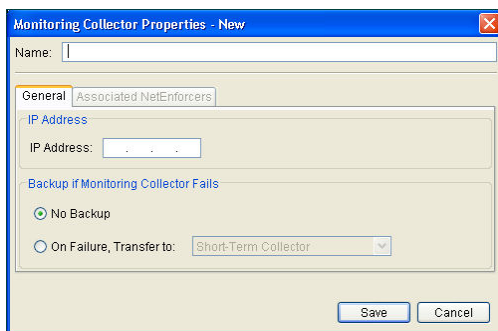 Monitoring Collector Properties - New
Name:
General Associated NetEnforcers
IP Address
IP Address: . . .
Backup if Monitoring Collector Fails
No Backup
On Failure, Transfer to: Short-Term Collector
Save Cancel